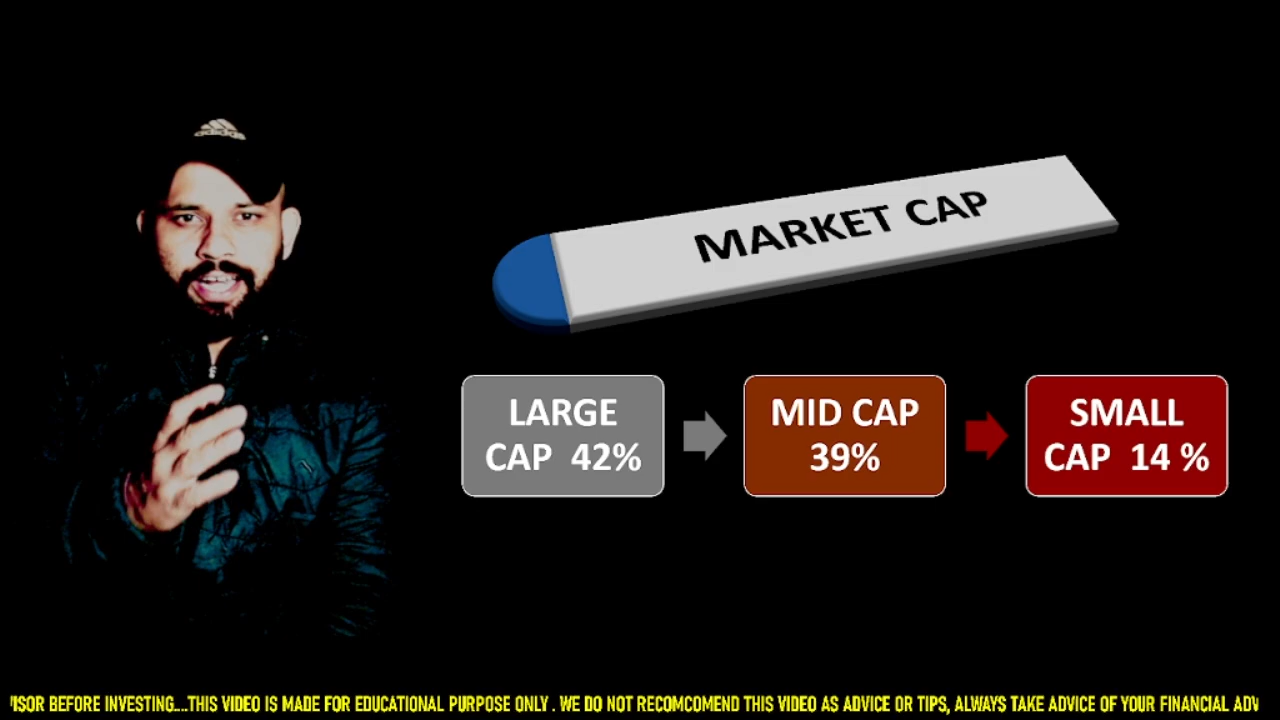 MARKET CAP
LARGE
CAP 42%
MID CAP
39%
SMALL
CAP 14 %
BEFORE INVESTING....THIS VIDEO IS MADE FOR EDUCATIONAL PURPOSE ONLY . WE DO NOT RECOMCOMEND THIS VIDEO AS ADVICE OR TIPS, ALWAYS TAKE ADVICE OF YOUR FINANCIAL ADV